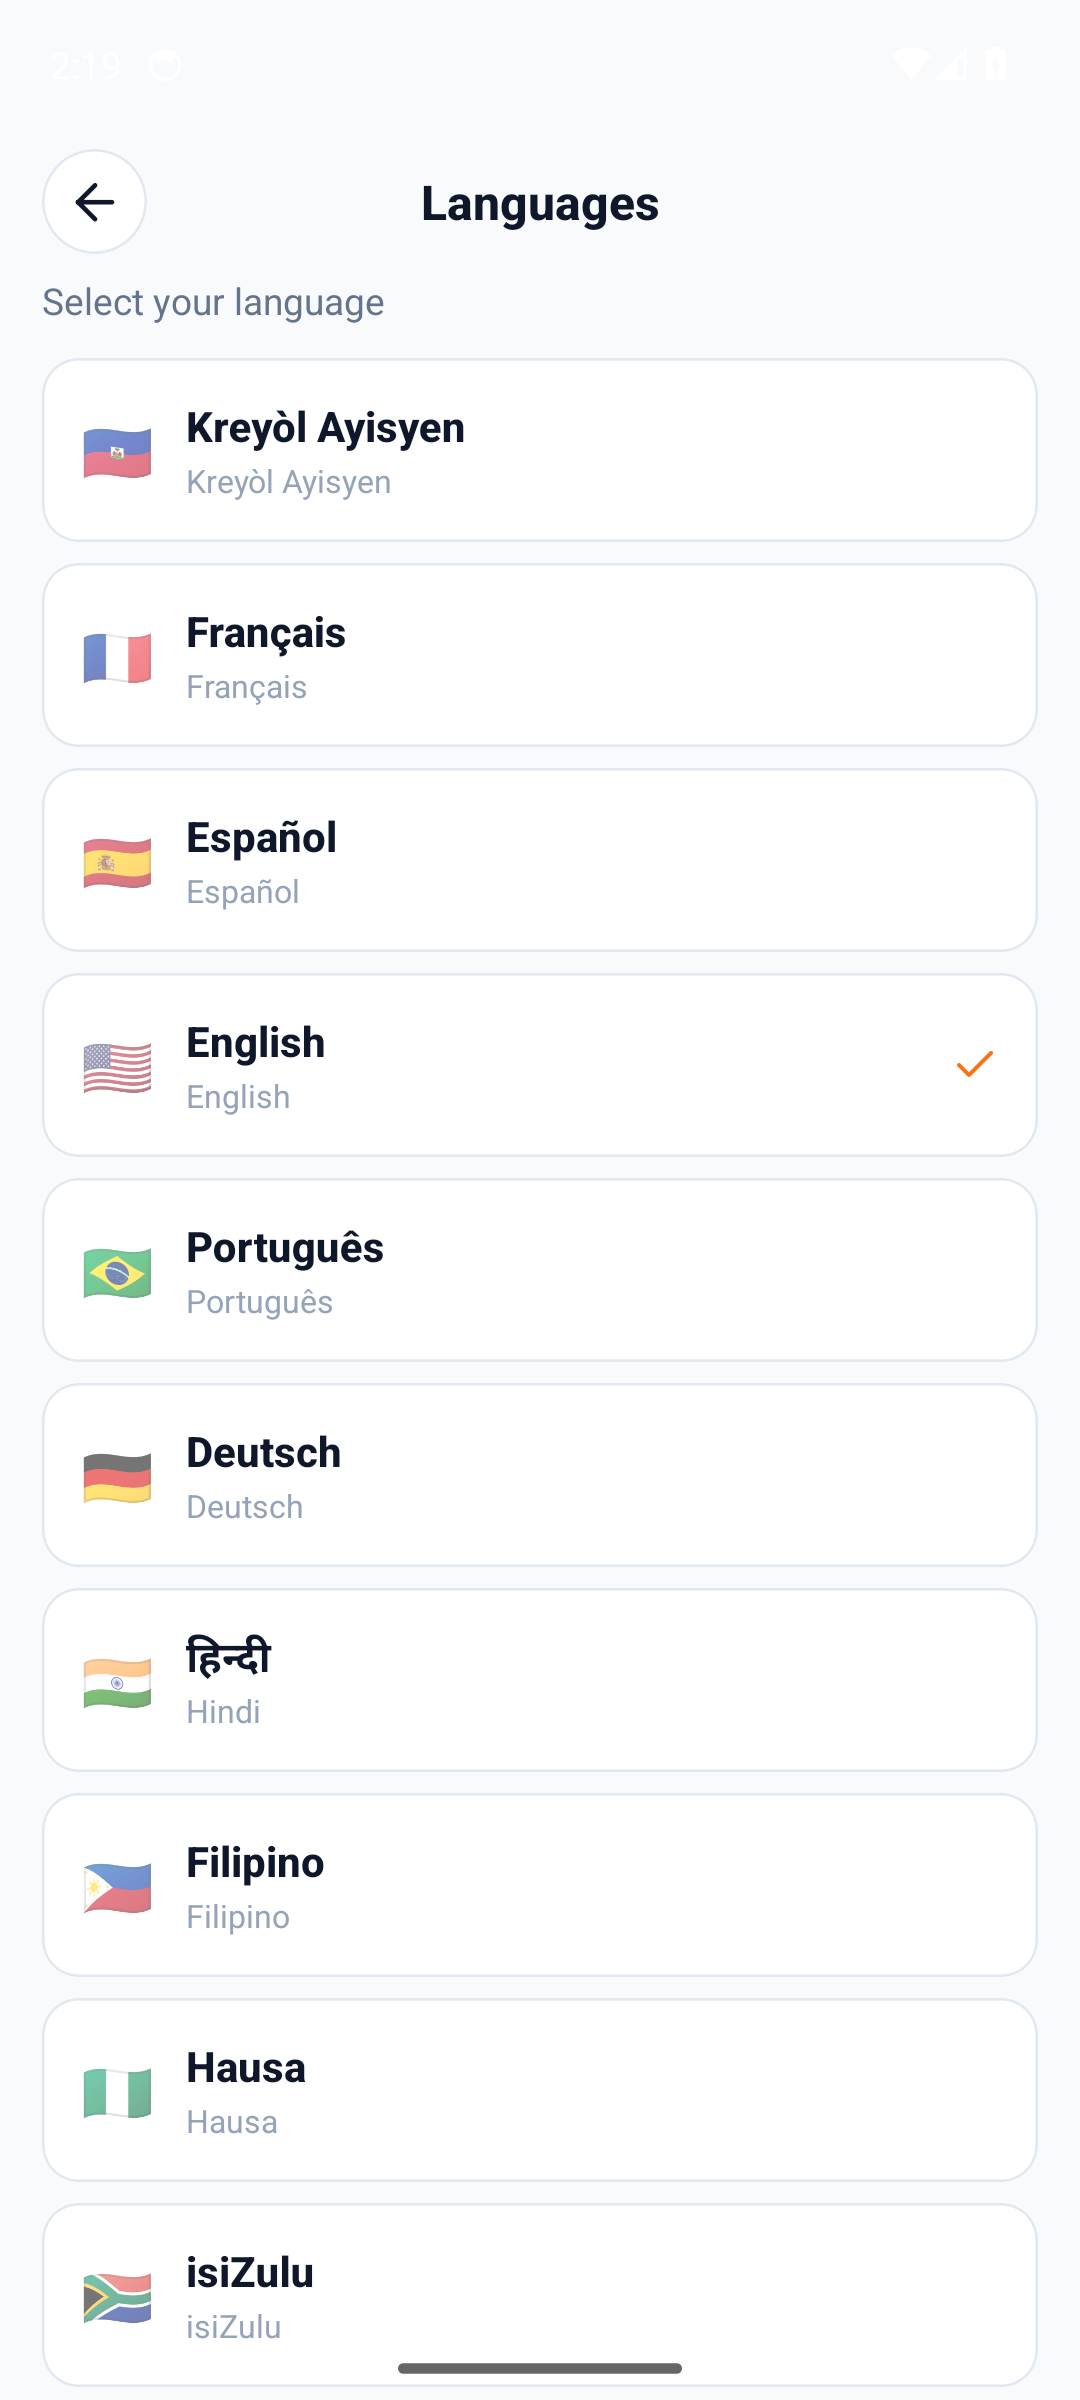 2:19
Languages
Select your language
Kreyòl Ayisyen
Kreyòl Ayisyen
Français
Français
Español
Español
English
English
Português
Português
Deutsch
Deutsch
हिन्दी
Hindi
Filipino
Filipino
Hausa
Hausa
isiZulu
isiZulu